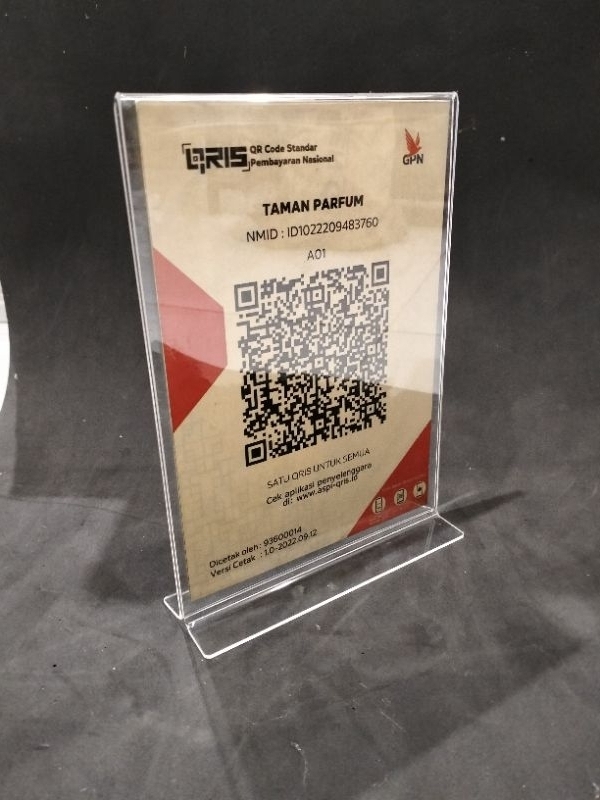 QRIS QR Code Standar
Pembayaran Nasional
GPN
TAMAN PARFUM
NMID : ID1022209483760
A01
SATU QRIS UNTUK SEMUA
Cek aplikasi penyelenggara
di: www.aspi-qris.id
Dicetak oleh: 93600014
Versi Cetak : 1.0-2022.09.12